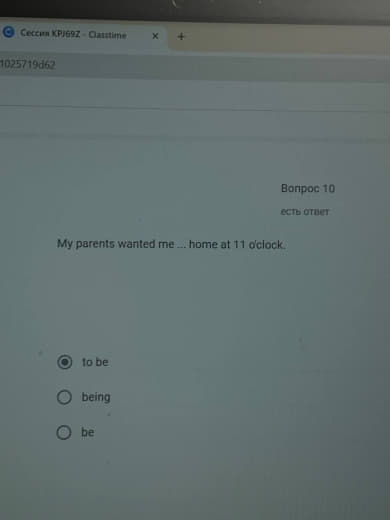 Сессия KPJ69Z - Classtime
1025719d62
Вопрос 10
есть ответ
My parents wanted me ... home at 11 o'clock.
to be
being
be